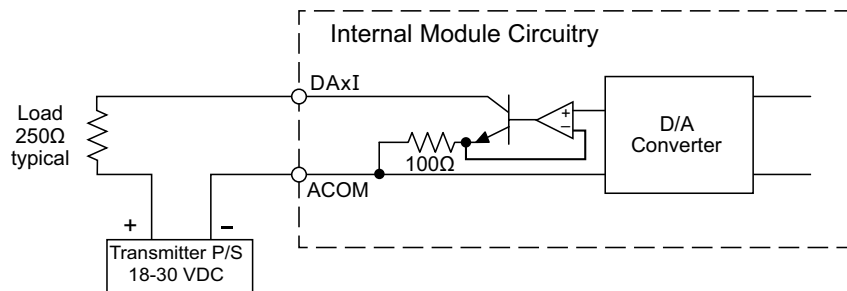 Internal Module Circuitry
DAxI
Load
250Ω
typical
+
–
D/A
Converter
100Ω
ACOM
+
–
Transmitter P/S
18-30 VDC